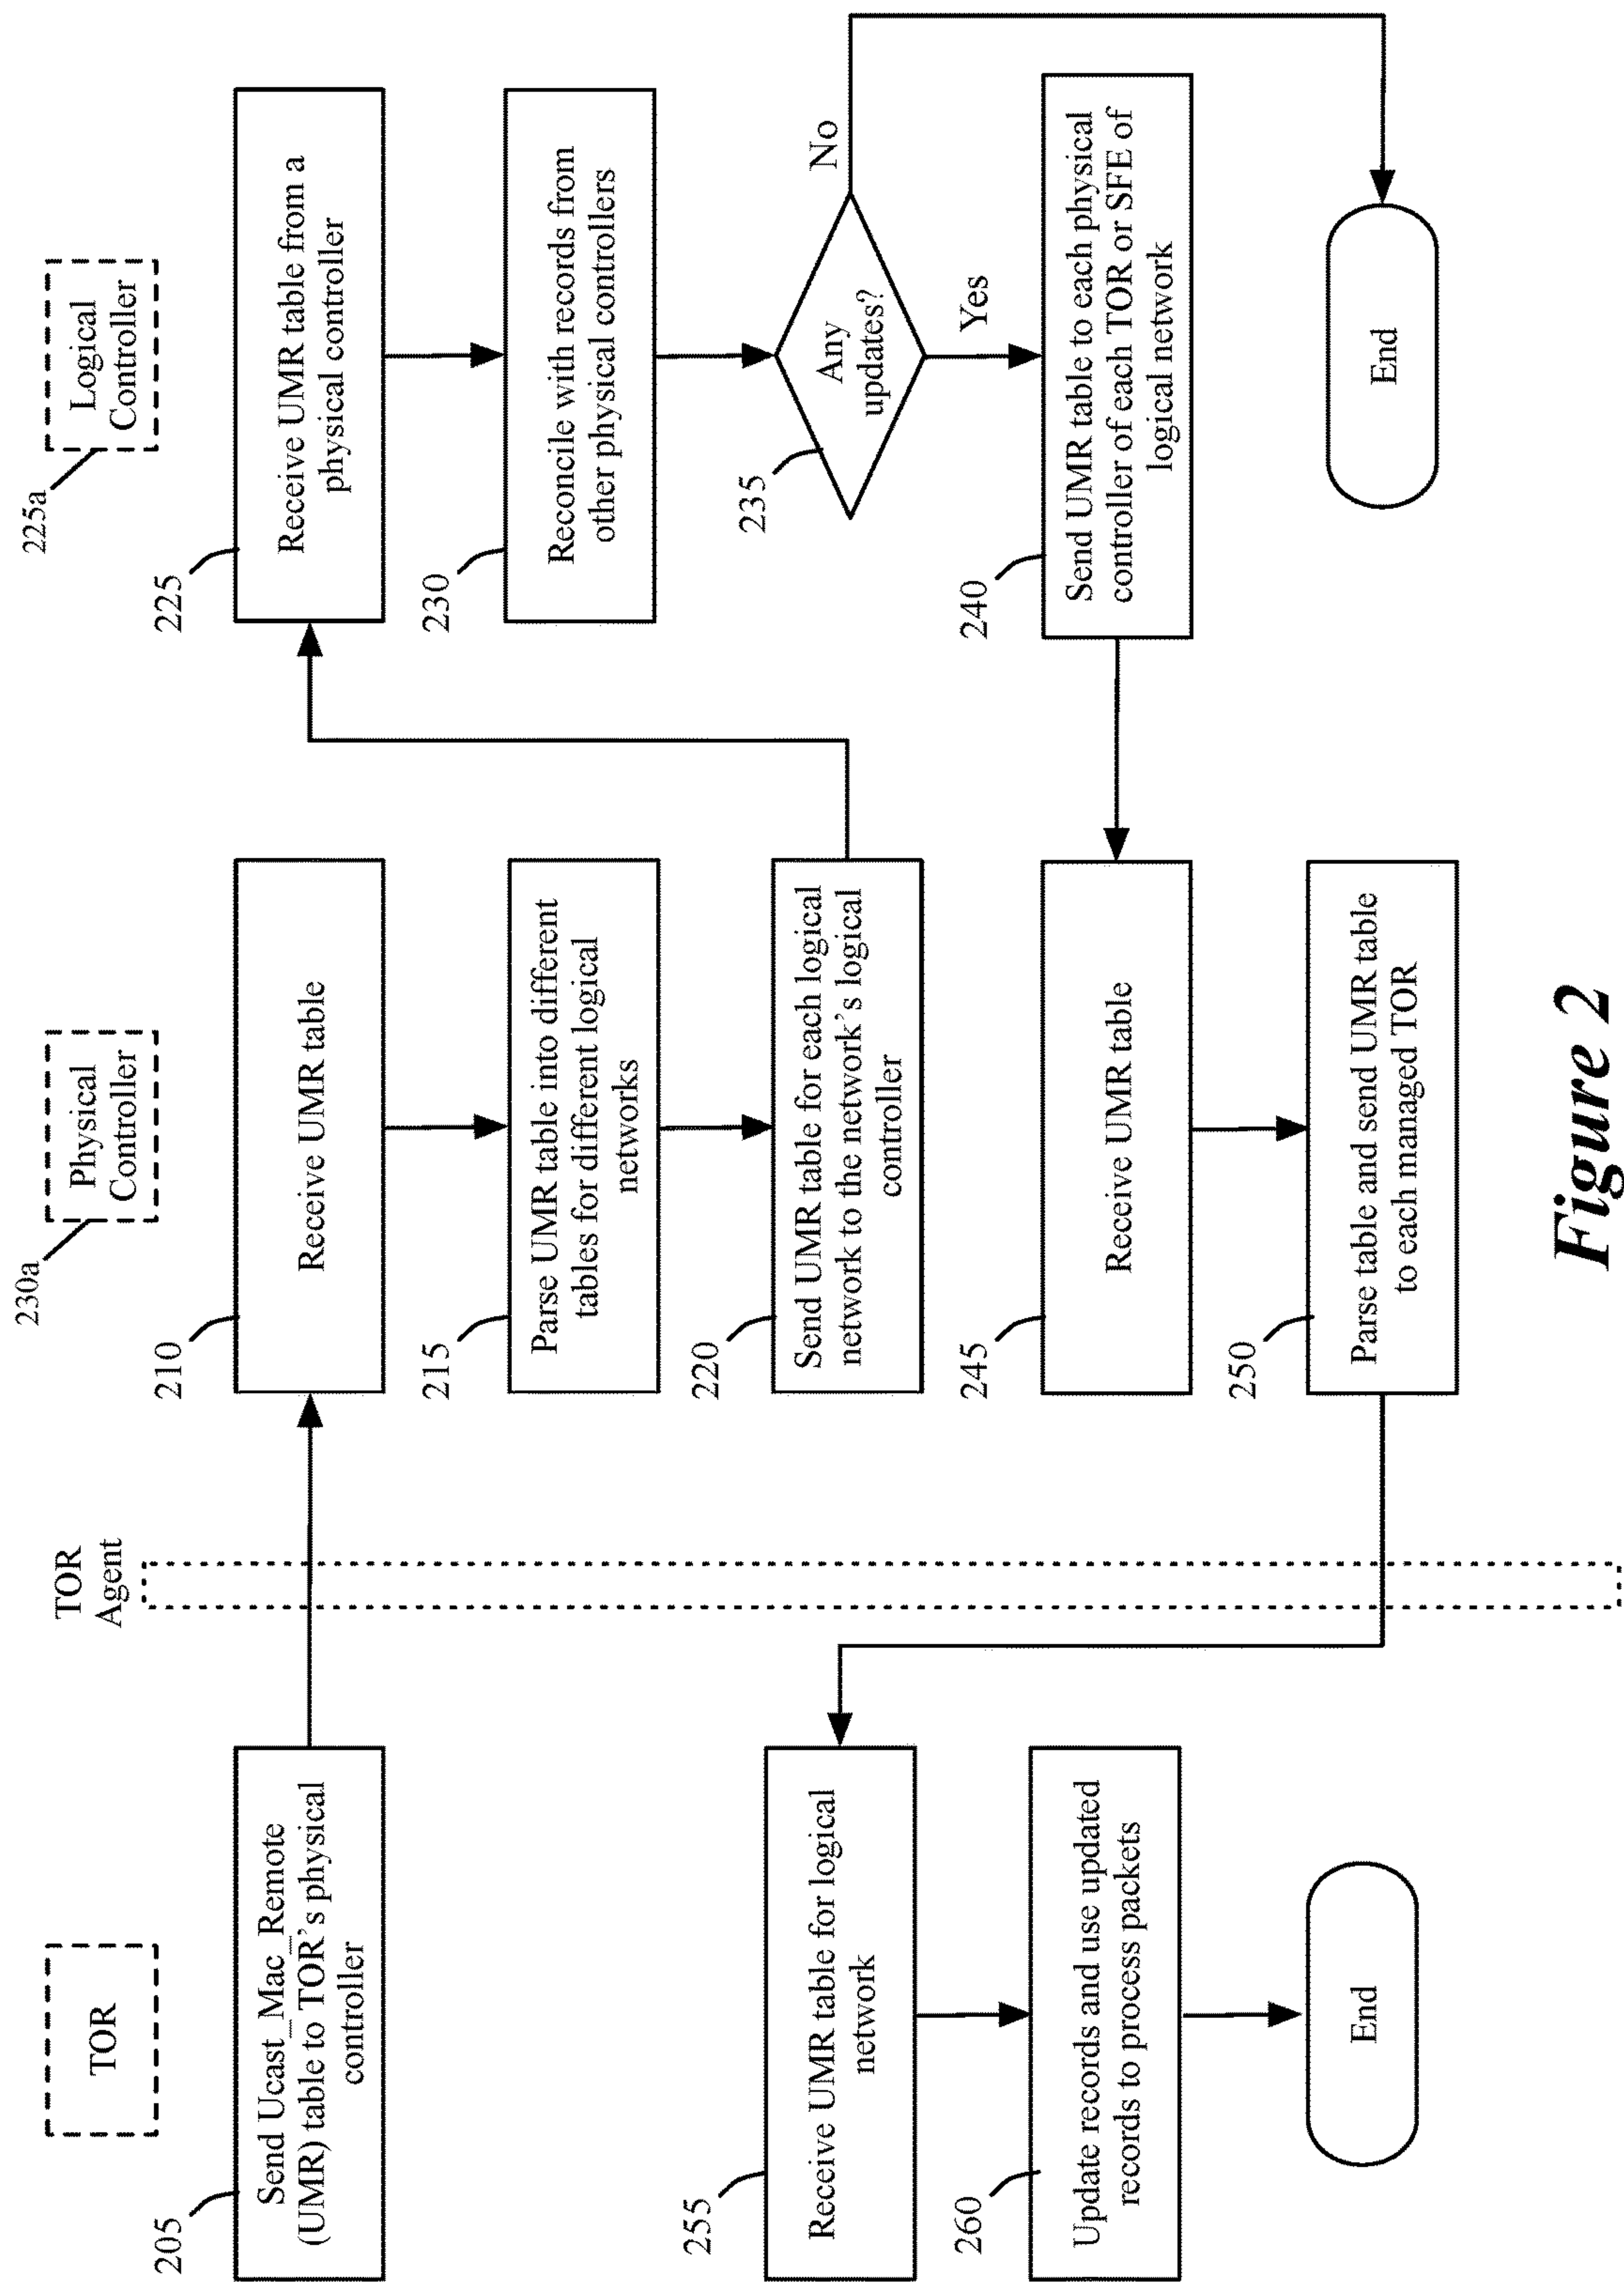 TOR
205
Send Ucast_Mac_Remote
(UMR) table to TOR's physical
controller
255
Receive UMR table for logical
network
260
Update records and use updated
records to process packets
End
TOR
Agent
230a
Physical
Controller
210
Receive UMR table
215
Parse UMR table into different
tables for different logical
networks
220
Send UMR table for each logical
network to the network's logical
controller
245
Receive UMR table
250
Parse table and send UMR table
to each managed TOR
225a
Logical
Controller
225
Receive UMR table from a
physical controller
230
Reconcile with records from
other physical controllers
235
Any
updates?
No
Yes
240
Send UMR table to each physical
controller of each TOR or SFE of
logical network
End
Figure 2